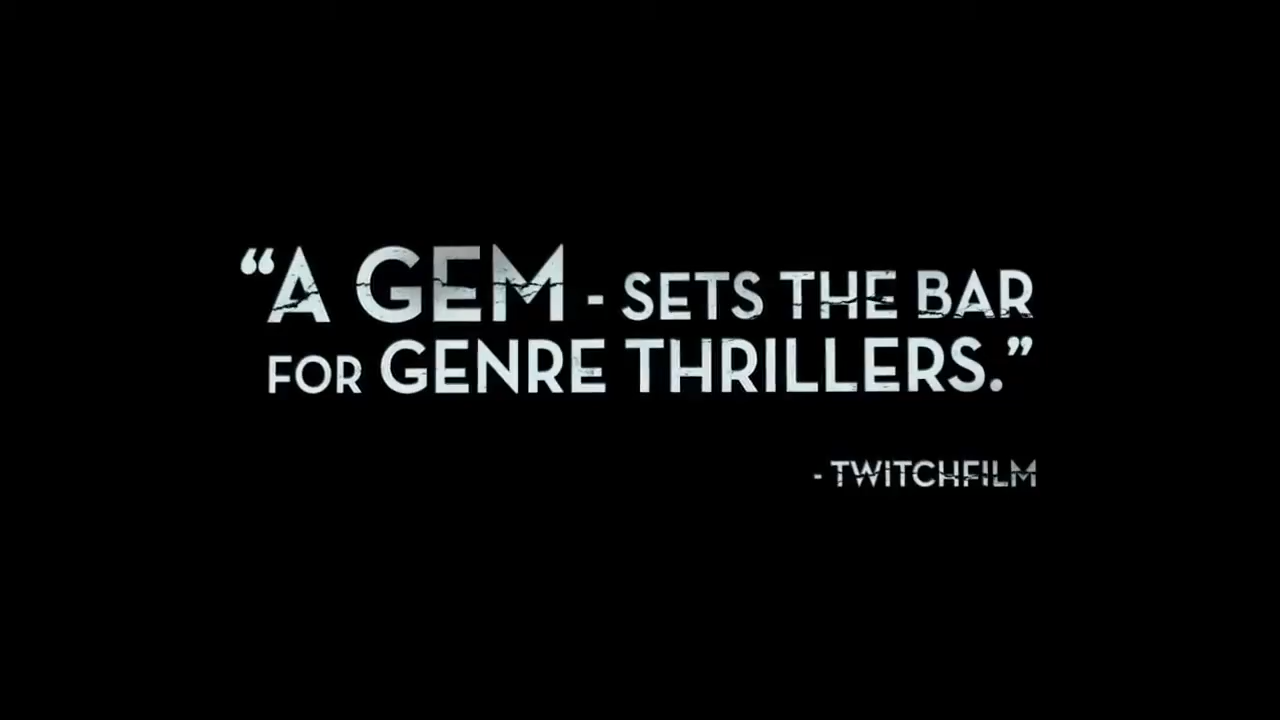 “A GEM - SETS THE BAR
FOR GENRE THRILLERS.”
- TWITCHFILM